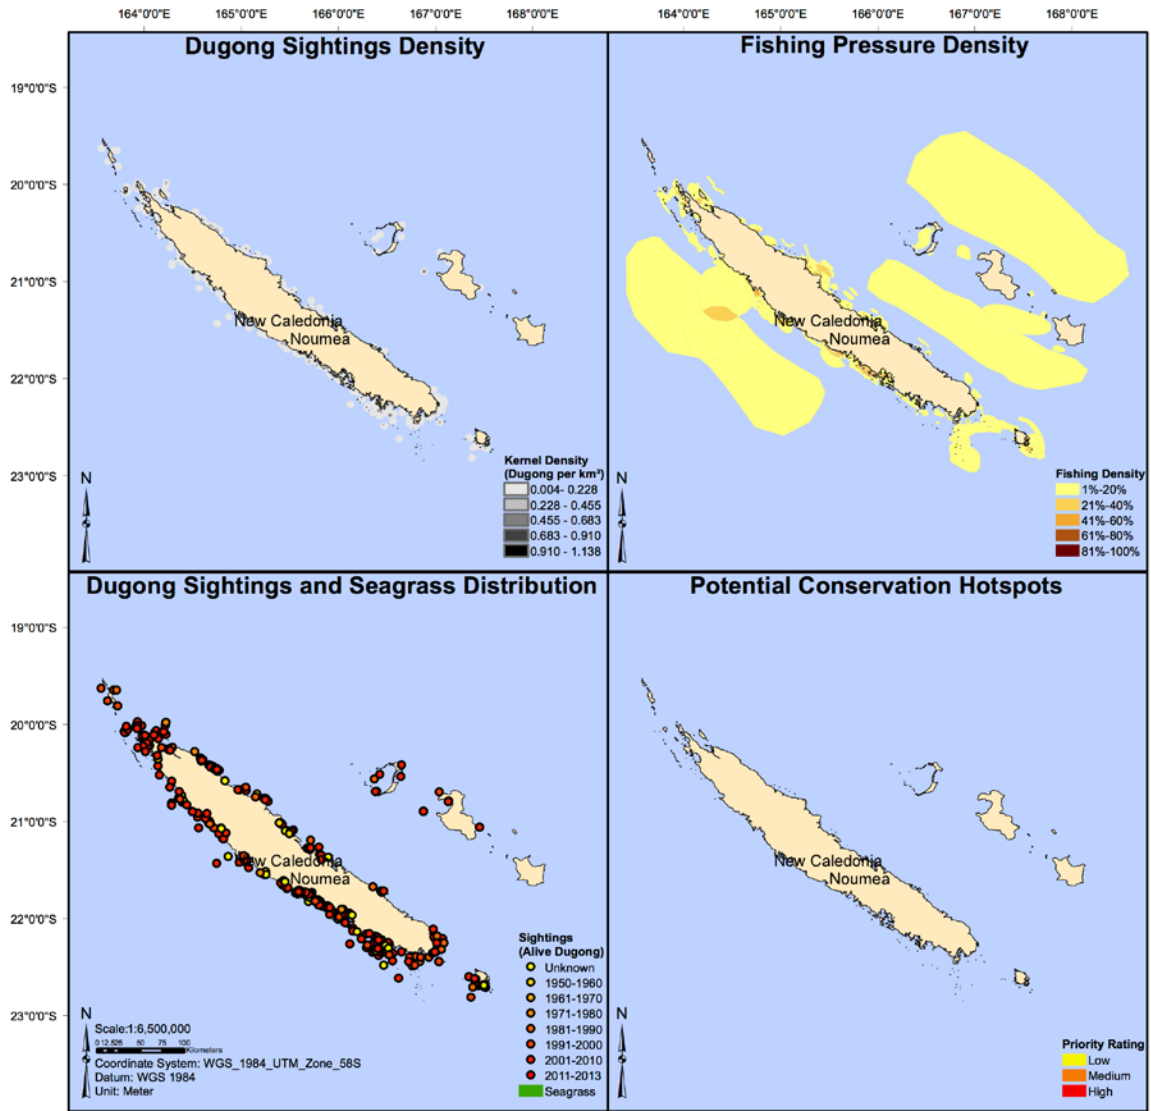 164°0'0"E 165°0'0"E 166°0'0"E 167°0'0"E 168°0'0"E
164°0'0"E 165°0'0"E 166°0'0"E 167°0'0"E 168°0'0"E
Dugong Sightings Density
19°0'0"S
20°0'0"S
21°0'0"S
22°0'0"S
23°0'0"S
New Caledonia
Noumea
N
Kernel Density
(Dugong per km²)
0.004- 0.228
0.228 - 0.455
0.455 - 0.683
0.683 - 0.910
0.910 - 1.138
Fishing Pressure Density
New Caledonia
Noumea
N
Fishing Density
1%-20%
21%-40%
41%-60%
61%-80%
81%-100%
Dugong Sightings and Seagrass Distribution
19°0'0"S
20°0'0"S
21°0'0"S
22°0'0"S
23°0'0"S
New Caledonia
Noumea
N
Scale:1:6,500,000
0 12.525 50 75 100
Kilometers
Coordinate System: WGS_1984_UTM_Zone_58S
Datum: WGS 1984
Unit: Meter
Sightings
(Alive Dugong)
Unknown
1950-1960
1961-1970
1971-1980
1981-1990
1991-2000
2001-2010
2011-2013
Seagrass
Potential Conservation Hotspots
New Caledonia
Noumea
N
Priority Rating
Low
Medium
High